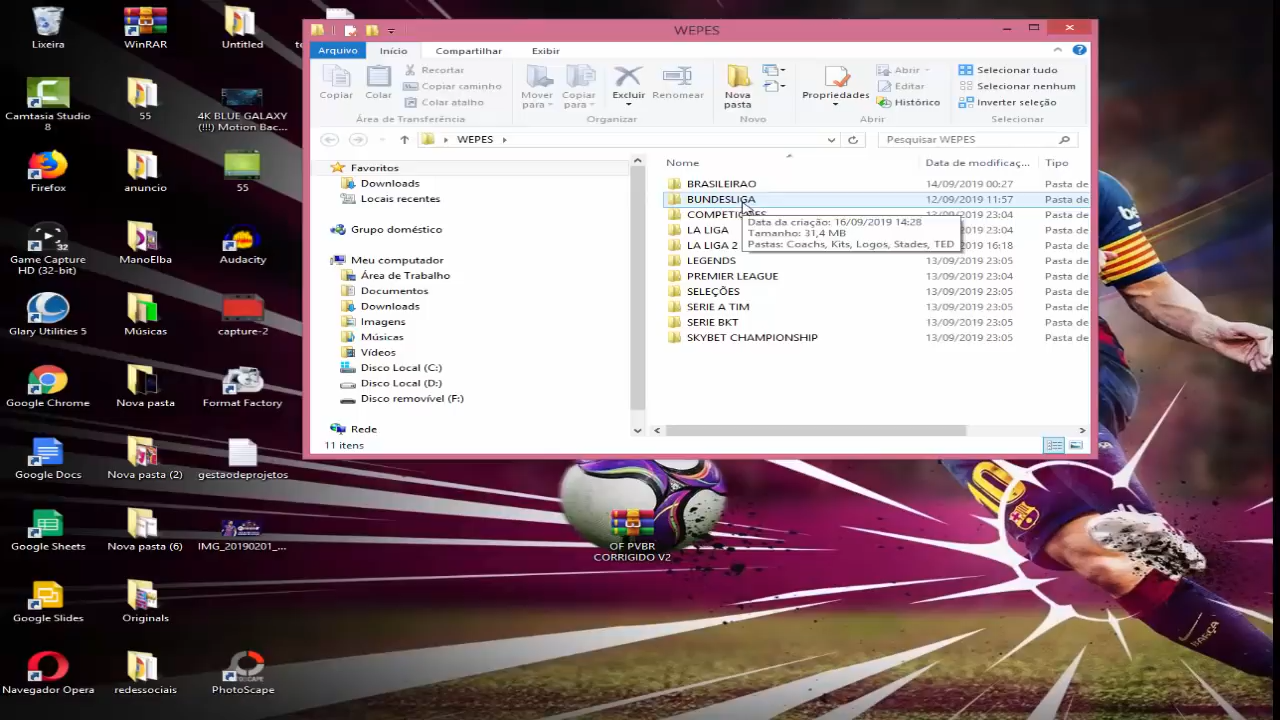 Lixeira
WinRAR
Untitled
Camtasia Studio
8
55
4K BLUE GALAXY
(!!!) Motion Bac...
Firefox
anuncio
55
Game Capture
HD (32-bit)
ManoElba
Audacity
Glary Utilities 5
Músicas
capture-2
Google Chrome
Nova pasta
Format Factory
Google Docs
Nova pasta (2)
gestaodeprojetos
Google Sheets
Nova pasta (6)
IMG_20190201_...
Google Slides
Originals
Navegador Opera
redessociais
PhotoScape
WEPES
Arquivo
Início
Compartilhar
Exibir
Copiar
Colar
Recortar
Copiar caminho
Colar atalho
Área de Transferência
Mover
para
Copiar
para
Excluir
Renomear
Organizar
Nova
pasta
Novo
Propriedades
Abrir
Editar
Histórico
Abrir
Selecionar tudo
Selecionar nenhum
Inverter seleção
Selecionar
WEPES
Pesquisar WEPES
Favoritos
Downloads
Locais recentes
Grupo doméstico
Meu computador
Área de Trabalho
Documentos
Downloads
Imagens
Músicas
Vídeos
Disco Local (C:)
Disco Local (D:)
Disco removível (F:)
Rede
Nome Data de modificaç... Tipo
BRASILEIRAO 14/09/2019 00:27 Pasta de
BUNDESLIGA 12/09/2019 11:57 Pasta de
13/09/2019 23:04 Pasta de
LA LIGA 23:04 Pasta de
LA LIGA 2 16:18 Pasta de
LEGENDS 13/09/2019 23:05 Pasta de
PREMIER LEAGUE 13/09/2019 23:04 Pasta de
SELEÇÕES 13/09/2019 23:05 Pasta de
SERIE A TIM 13/09/2019 23:05 Pasta de
SERIE BKT 13/09/2019 23:05 Pasta de
SKYBET CHAMPIONSHIP 13/09/2019 23:05 Pasta de
Data da criação: 16/09/2019 14:28
Tamanho: 31,4 MB
Pastas: Coachs, Kits, Logos, Stades, TED
11 itens
OF PVBR
CORRIGIDO V2